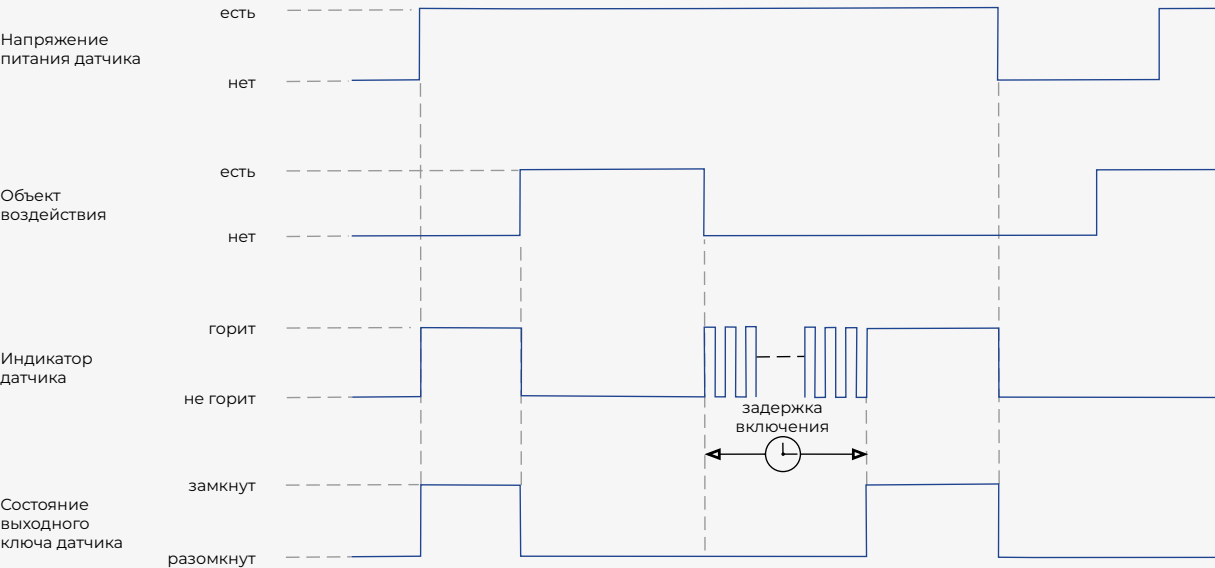 есть
Напряжение
питания датчика
нет
есть
Объект
воздействия
нет
горит
Индикатор
датчика
не горит
задержка
включения
замкнут
Состояние
выходного
ключа датчика
разомкнут